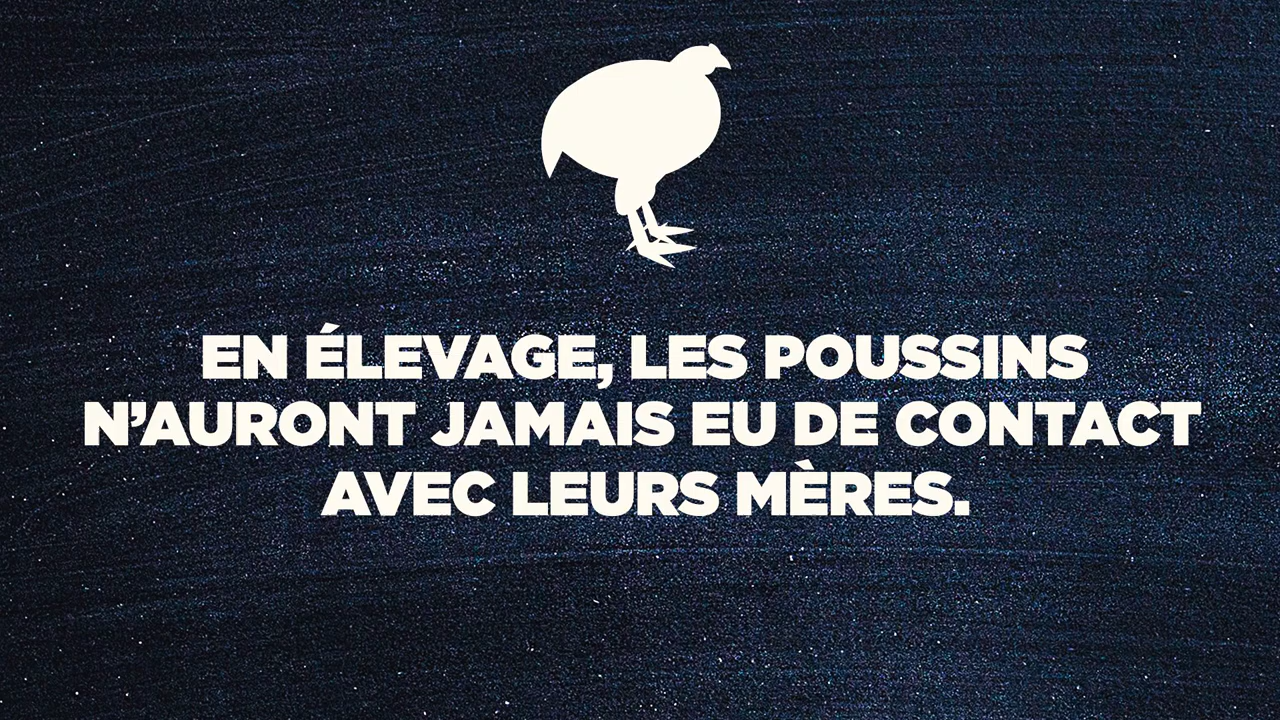 EN ÉLEVAGE, LES POUSSINS
N’AURONT JAMAIS EU DE CONTACT
AVEC LEURS MÈRES.